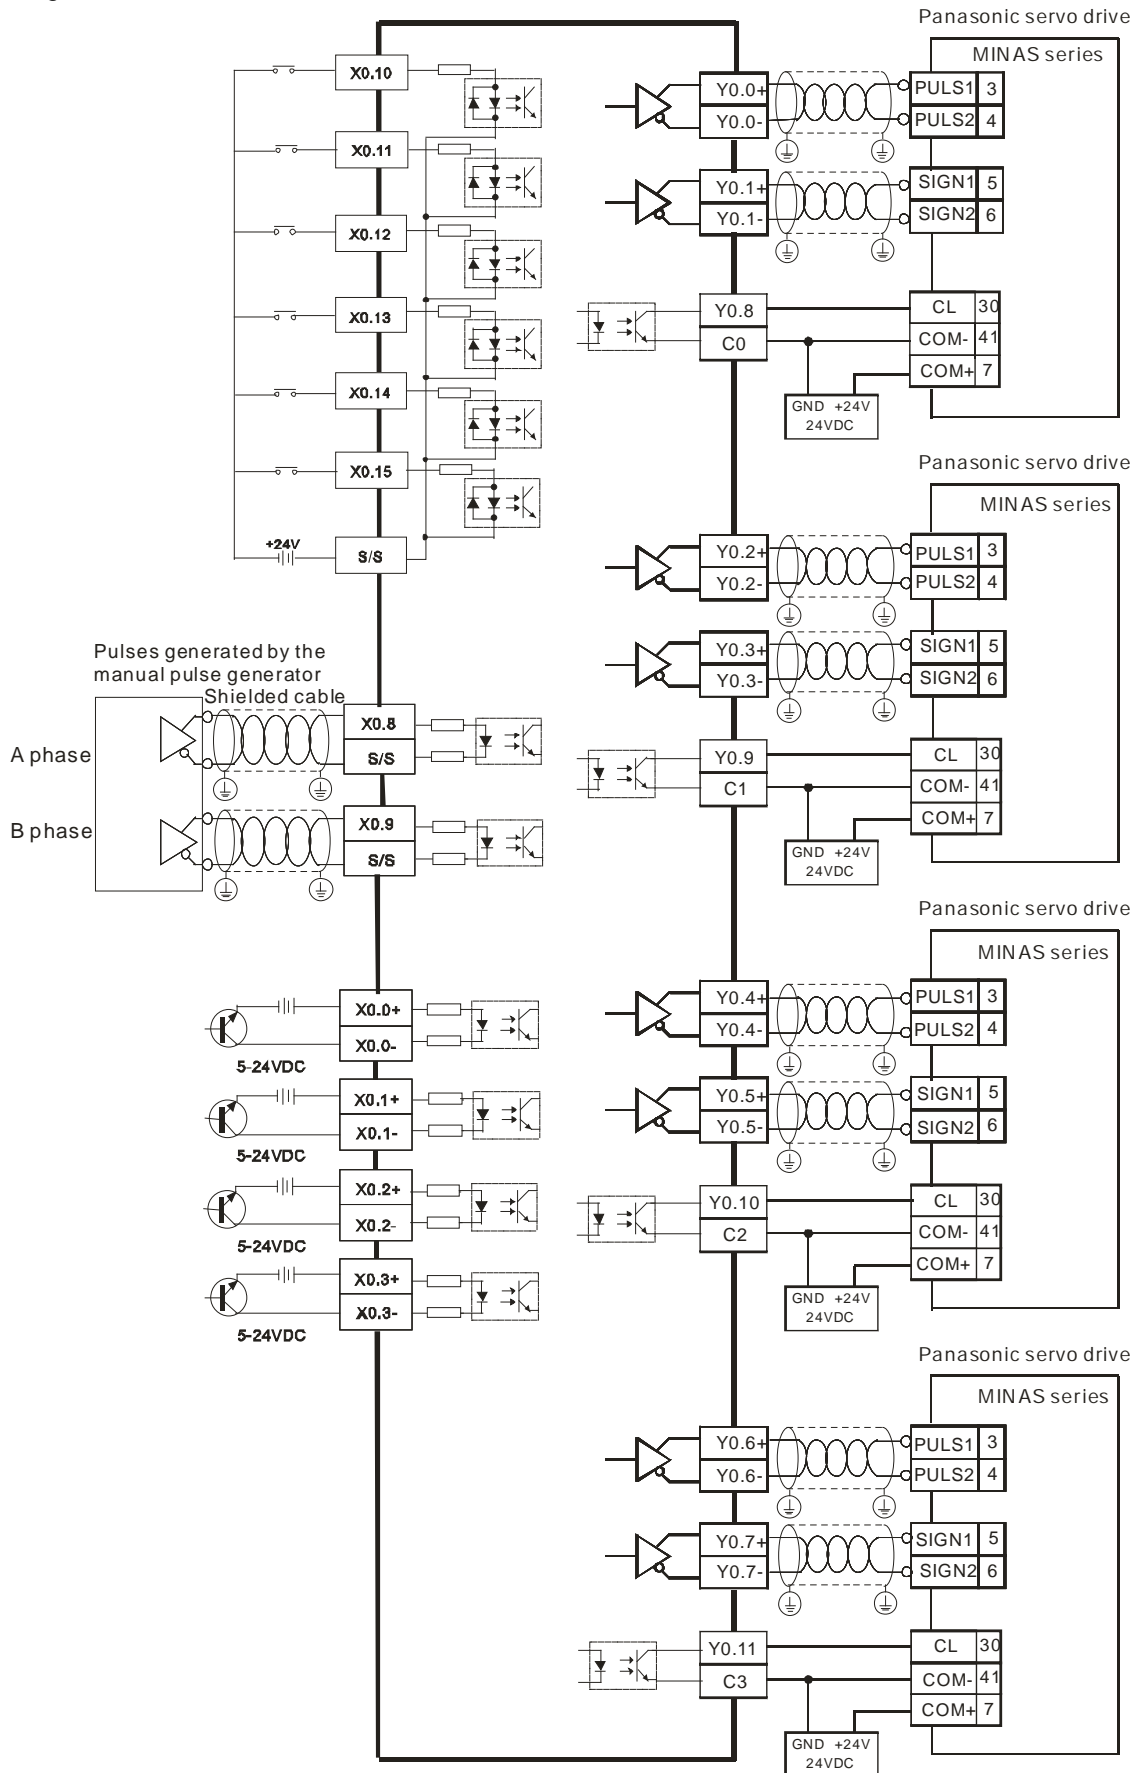 X0.10
X0.11
X0.12
X0.13
X0.14
X0.15
+24V
S/S
Pulses generated by the
manual pulse generator
Shielded cable
A phase
X0.8
S/S
B phase
X0.9
S/S
X0.0+
X0.0-
5-24VDC
X0.1+
X0.1-
5-24VDC
X0.2+
X0.2-
5-24VDC
X0.3+
X0.3-
5-24VDC
Panasonic servo drive
MINAS series
Y0.0+ PULS1 3
Y0.0- PULS2 4
Y0.1+ SIGN1 5
Y0.1- SIGN2 6
Y0.8 CL 30
C0 COM- 41
COM+ 7
GND +24V
24VDC
Panasonic servo drive
MINAS series
Y0.2+ PULS1 3
Y0.2- PULS2 4
Y0.3+ SIGN1 5
Y0.3- SIGN2 6
Y0.9 CL 30
C1 COM- 41
COM+ 7
GND +24V
24VDC
Panasonic servo drive
MINAS series
Y0.4+ PULS1 3
Y0.4- PULS2 4
Y0.5+ SIGN1 5
Y0.5- SIGN2 6
Y0.10 CL 30
C2 COM- 41
COM+ 7
GND +24V
24VDC
Panasonic servo drive
MINAS series
Y0.6+ PULS1 3
Y0.6- PULS2 4
Y0.7+ SIGN1 5
Y0.7- SIGN2 6
Y0.11 CL 30
C3 COM- 41
COM+ 7
GND +24V
24VDC